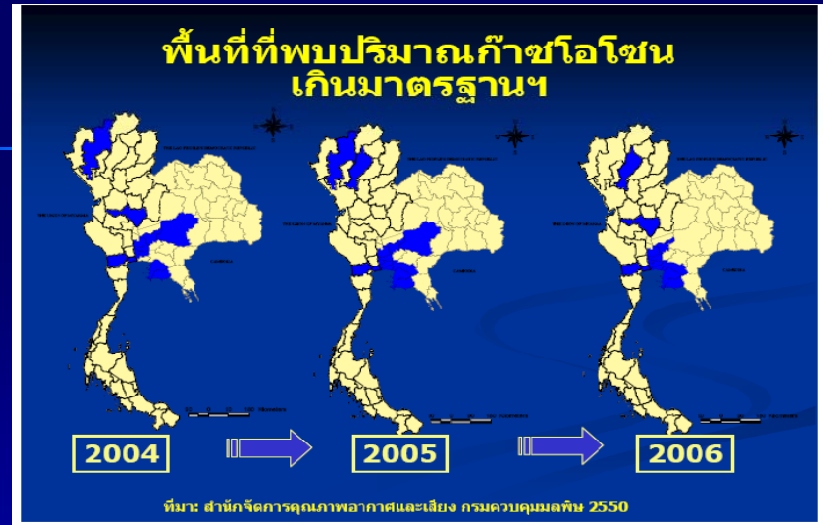 พื้นที่ที่พบปริมาณก๊าซโอโซน
เกินมาตรฐานฯ
2004
2005
2006
ที่มา: สำนักจัดการคุณภาพอากาศและเสียง กรมควบคุมมลพิษ 2550